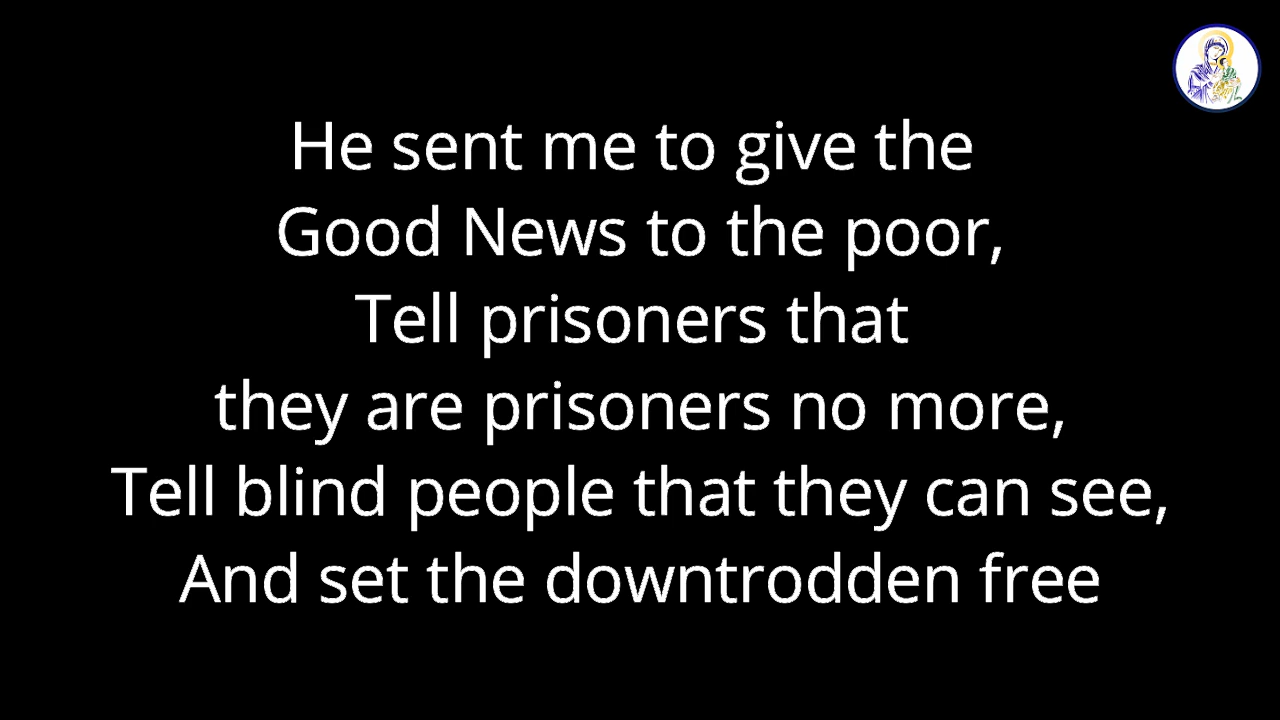 He sent me to give the
Good News to the poor,
Tell prisoners that
they are prisoners no more,
Tell blind people that they can see,
And set the downtrodden free